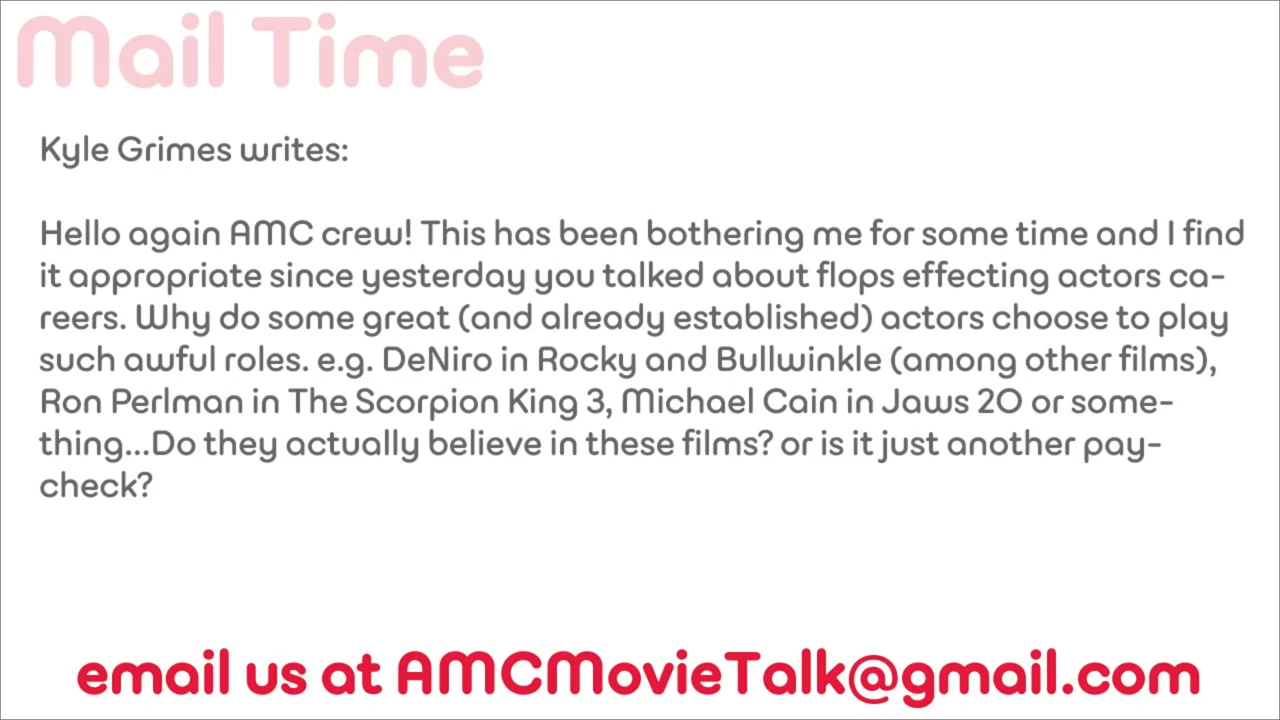 Mail Time
Kyle Grimes writes:
Hello again AMC crew! This has been bothering me for some time and I find
it appropriate since yesterday you talked about flops effecting actors ca-
reers. Why do some great (and already established) actors choose to play
such awful roles. e.g. DeNiro in Rocky and Bullwinkle (among other films),
Ron Perlman in The Scorpion King 3, Michael Cain in Jaws 20 or some-
thing...Do they actually believe in these films? or is it just another pay-
check?
email us at AMCMovieTalk@gmail.com